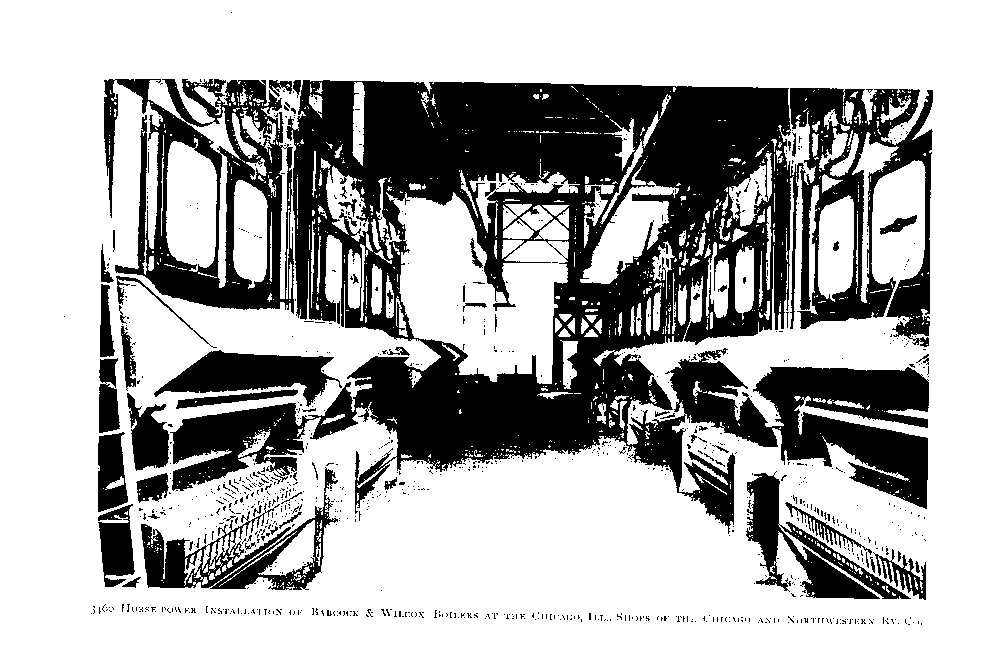 3460 Horse-power Installation of Babcock & Wilcox Boilers at the Chicago, Ill., Shops of the Chicago and Northwestern Ry. Co.